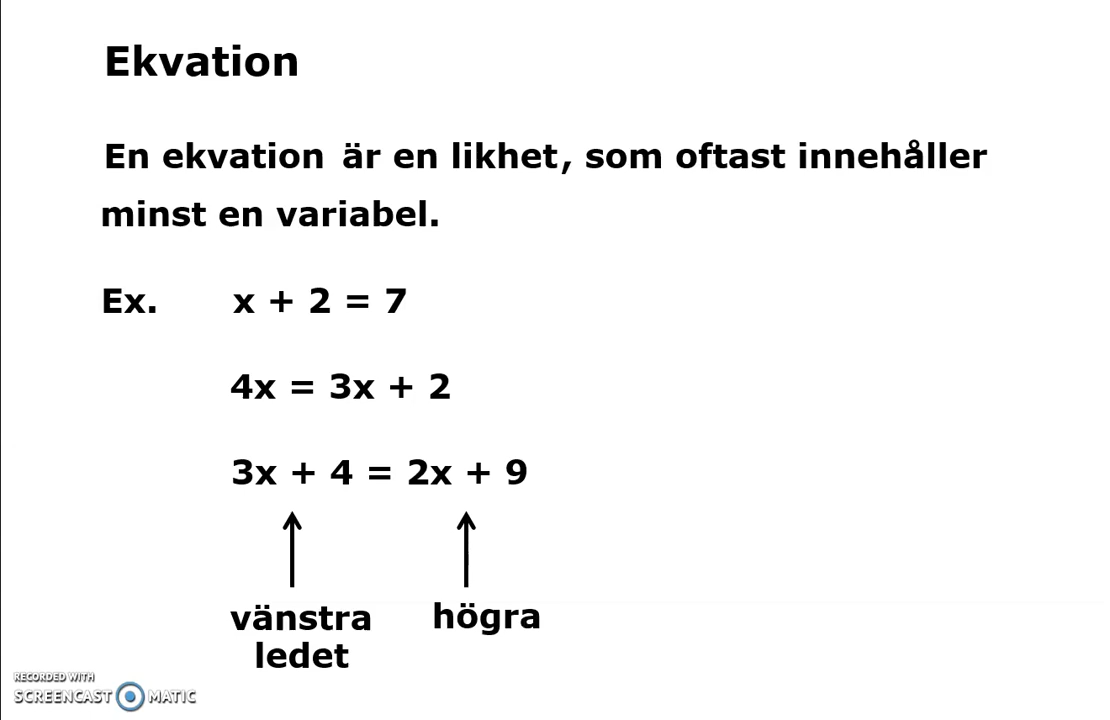 Ekvation
En ekvation är en likhet, som oftast innehåller
minst en variabel.
Ex. x + 2 = 7
4x = 3x + 2
3x + 4 = 2x + 9
vänstra högra
ledet
RECORDED WITH
SCREENCAST MATIC